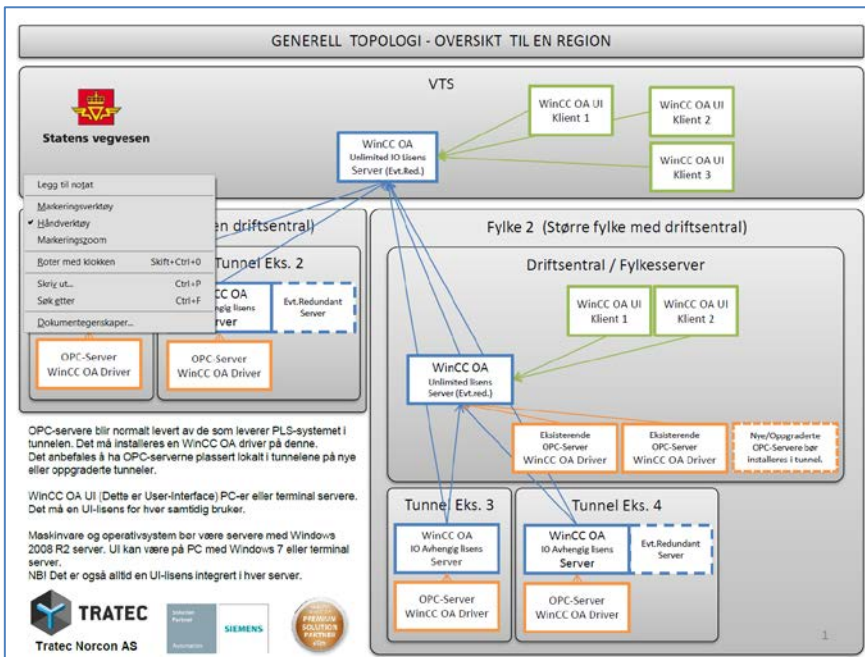 GENERELL TOPOLOGI - OVERSIKT TIL EN REGION
VTS
Statens vegvesen
WinCC OA
Unlimited IO Lisens
Server (Evt.Red.)
WinCC OA UI
Klient 1
WinCC OA UI
Klient 2
WinCC OA UI
Klient 3
Legg til notat
Markeringsverktøy
Håndverktøy
Markeringszoom
Roter med klokken Skift+Ctrl+0
Skriv ut... Ctrl+P
Søk etter Ctrl+F
Dokumentegenskaper...
en driftsentral)
Tunnel Eks. 2
CC OA
engig lisens
erver
Evt.Redundant
Server
OPC-Server
WinCC OA Driver
OPC-Server
WinCC OA Driver
Fylke 2 (Større fylke med driftsentral)
Driftsentral / Fylkesserver
WinCC OA UI
Klient 1
WinCC OA UI
Klient 2
WinCC OA
Unlimited lisens
Server (Evt.red.)
Eksisterende
OPC-Server
WinCC OA Driver
Eksisterende
OPC-Server
WinCC OA Driver
Nye/Oppgraderte
OPC-Servere bør
installeres i tunnel.
Tunnel Eks. 3
WinCC OA
IO Avhengig lisens
Server
OPC-Server
WinCC OA Driver
Tunnel Eks. 4
WinCC OA
IO Avhengig lisens
Server
Evt.Redundant
Server
OPC-Server
WinCC OA Driver
OPC-servere blir normalt levert av de som leverer PLS-systemet i
tunnelen. Det må installeres en WinCC OA driver på denne.
Det anbefales å ha OPC-serverne plassert lokalt i tunnelene på nye
eller oppgraderte tunneler.
WinCC OA UI (Dette er User-Interface) PC-er eller terminal servere.
Det må en UI-lisens for hver samtidig bruker.
Maskinvare og operativsystem bør være servere med Windows
2008 R2 server. UI kan være på PC med Windows 7 eller terminal
server.
NB! Det er også alltid en UI-lisens integrert i hver server.
TRATEC
Tratec Norcon AS
Solution
Partner
Automation
SIEMENS
PREMIUM
SOLUTION
PARTNER
1